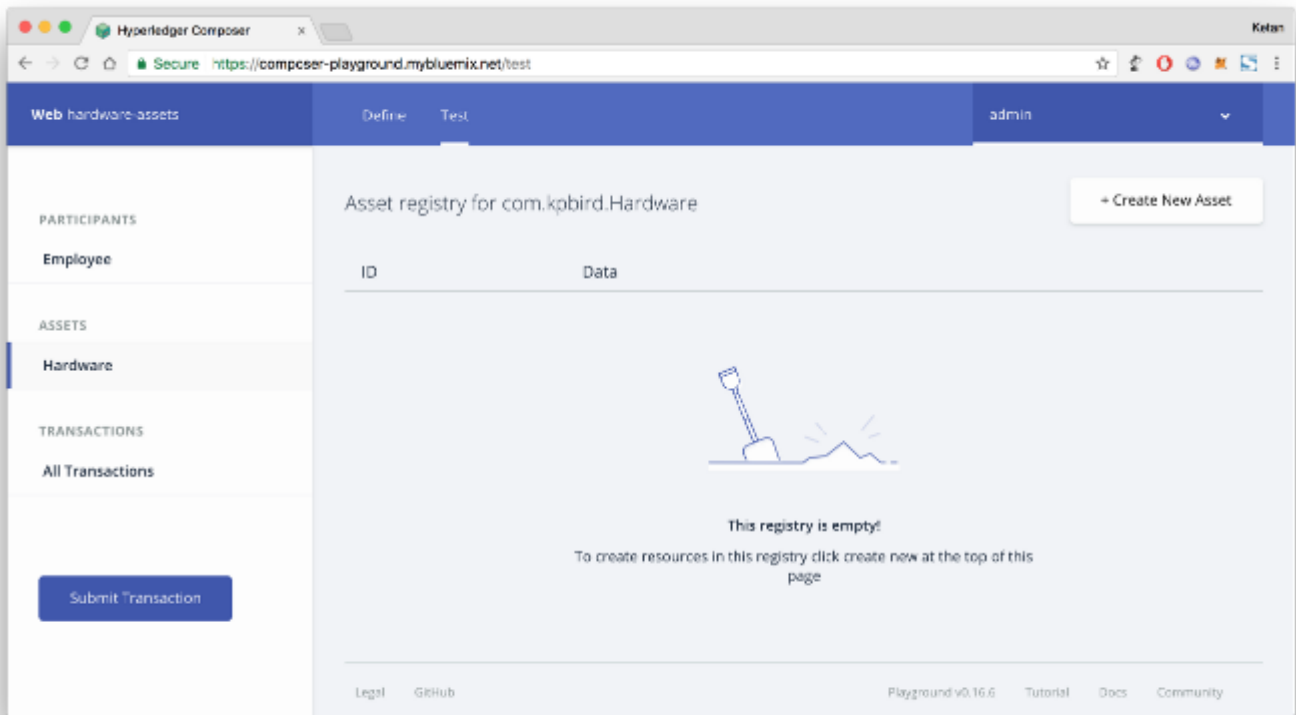 Hyperledger Composer
Ketan
Secure https://composer-playground.mybluemix.net/test
Web hardware-assets
Define Test
admin
Asset registry for com.kpbird.Hardware
+ Create New Asset
PARTICIPANTS
Employee
ID Data
ASSETS
Hardware
TRANSACTIONS
All Transactions
This registry is empty!
To create resources in this registry click create new at the top of this
page
Submit Transaction
Legal GitHub Playground v0.16.6 Tutorial Docs Community